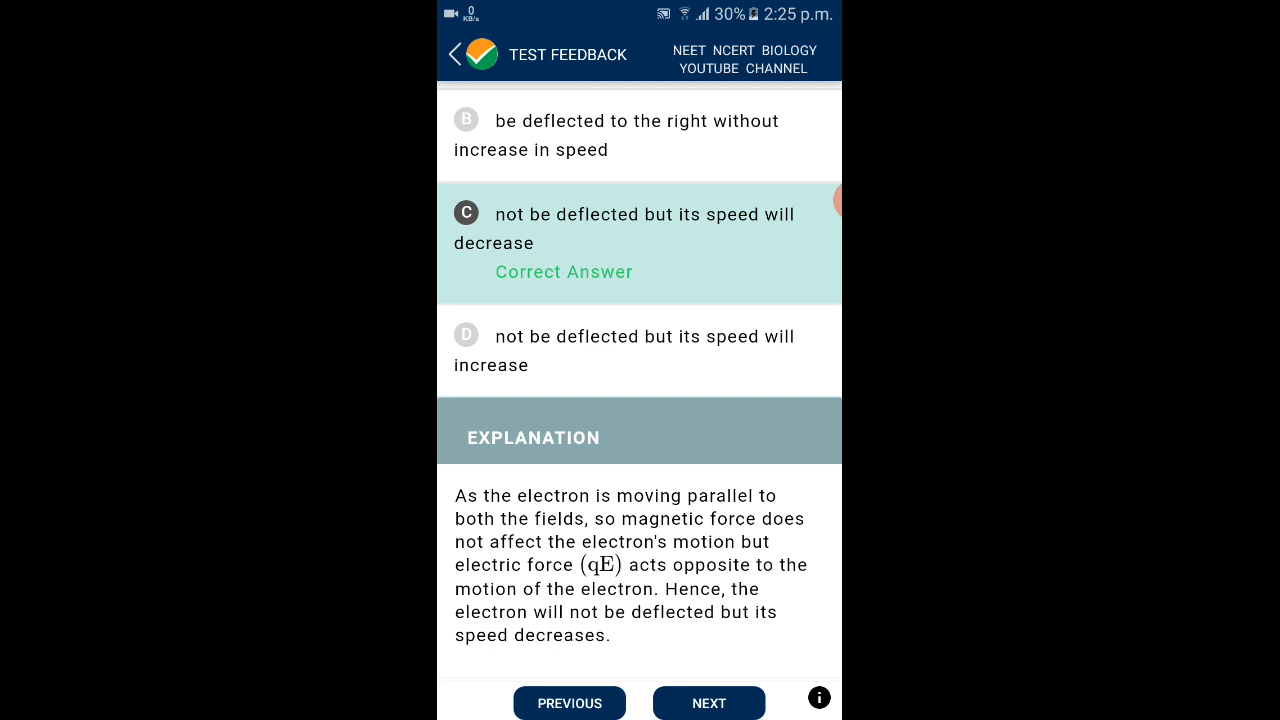 0
KB/s
30% 2:25 p.m.
TEST FEEDBACK
NEET NCERT BIOLOGY
YOUTUBE CHANNEL
B be deflected to the right without
increase in speed
C not be deflected but its speed will
decrease
Correct Answer
D not be deflected but its speed will
increase
EXPLANATION
As the electron is moving parallel to
both the fields, so magnetic force does
not affect the electron's motion but
electric force (qE) acts opposite to the
motion of the electron. Hence, the
electron will not be deflected but its
speed decreases.
PREVIOUS
NEXT
i